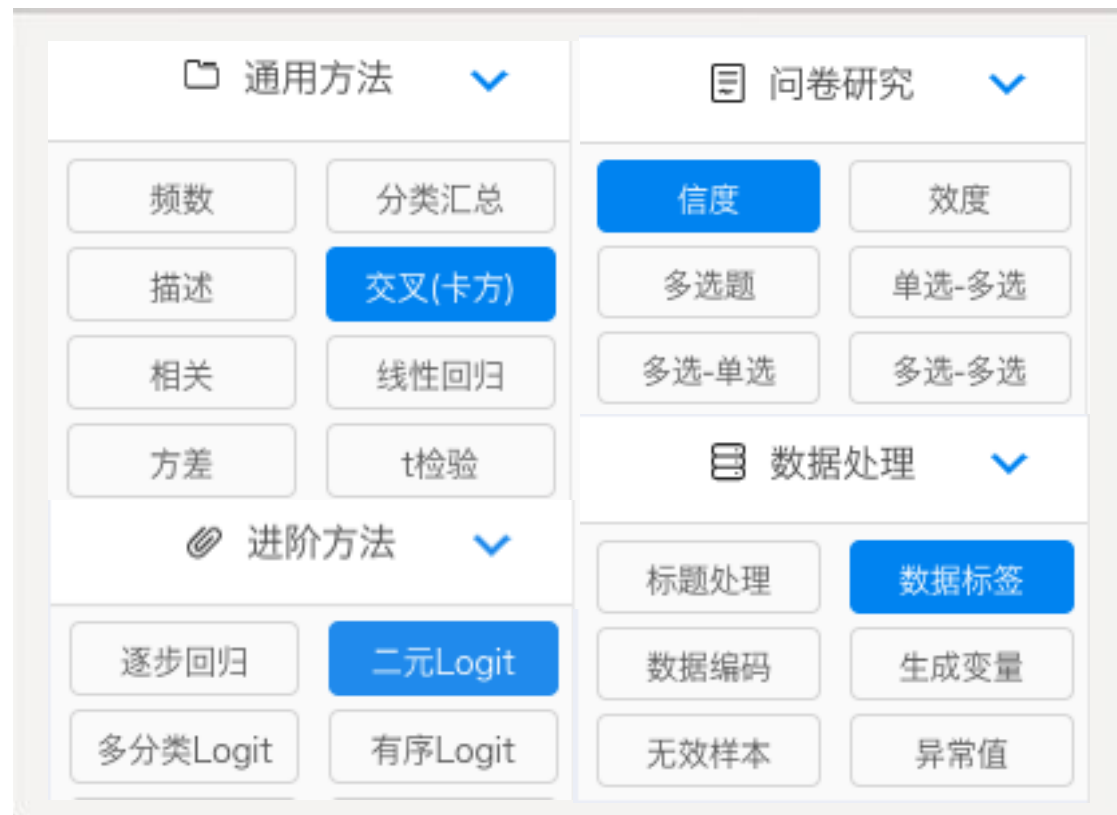 通用方法
频数
分类汇总
描述
交叉(卡方)
相关
线性回归
方差
t检验
进阶方法
逐步回归
二元Logit
多分类Logit
有序Logit
问卷研究
信度
效度
多选题
单选-多选
多选-单选
多选-多选
数据处理
标题处理
数据标签
数据编码
生成变量
无效样本
异常值